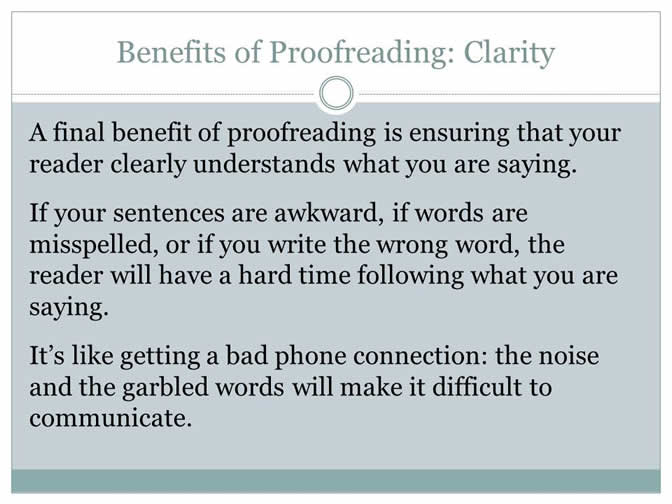 Benefits of Proofreading: Clarity
A final benefit of proofreading is ensuring that your
reader clearly understands what you are saying.
If your sentences are awkward, if words are
misspelled, or if you write the wrong word, the
reader will have a hard time following what you are
saying.
It’s like getting a bad phone connection: the noise
and the garbled words will make it difficult to
communicate.